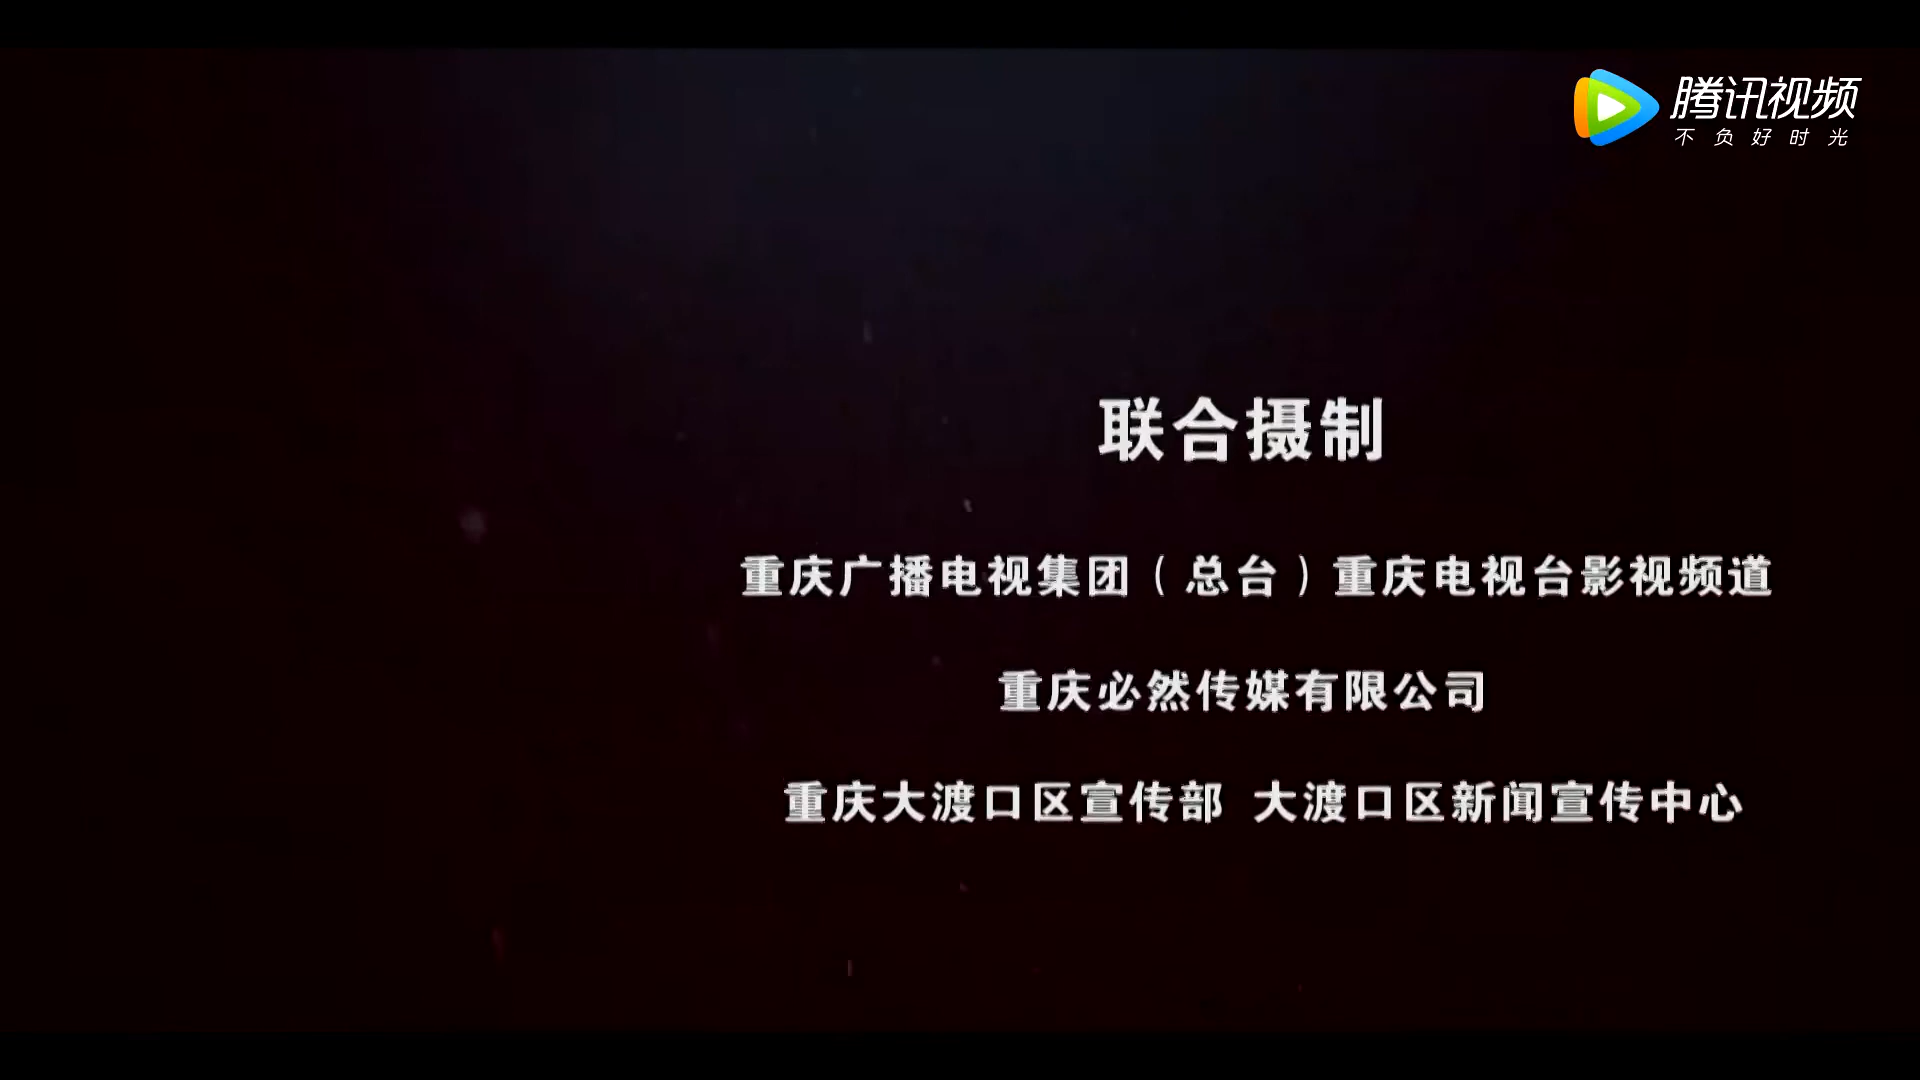 腾讯视频
不负好时光
联合摄制
重庆广播电视集团（总台）重庆电视台影视频道
重庆必然传媒有限公司
重庆大渡口区宣传部 大渡口区新闻宣传中心